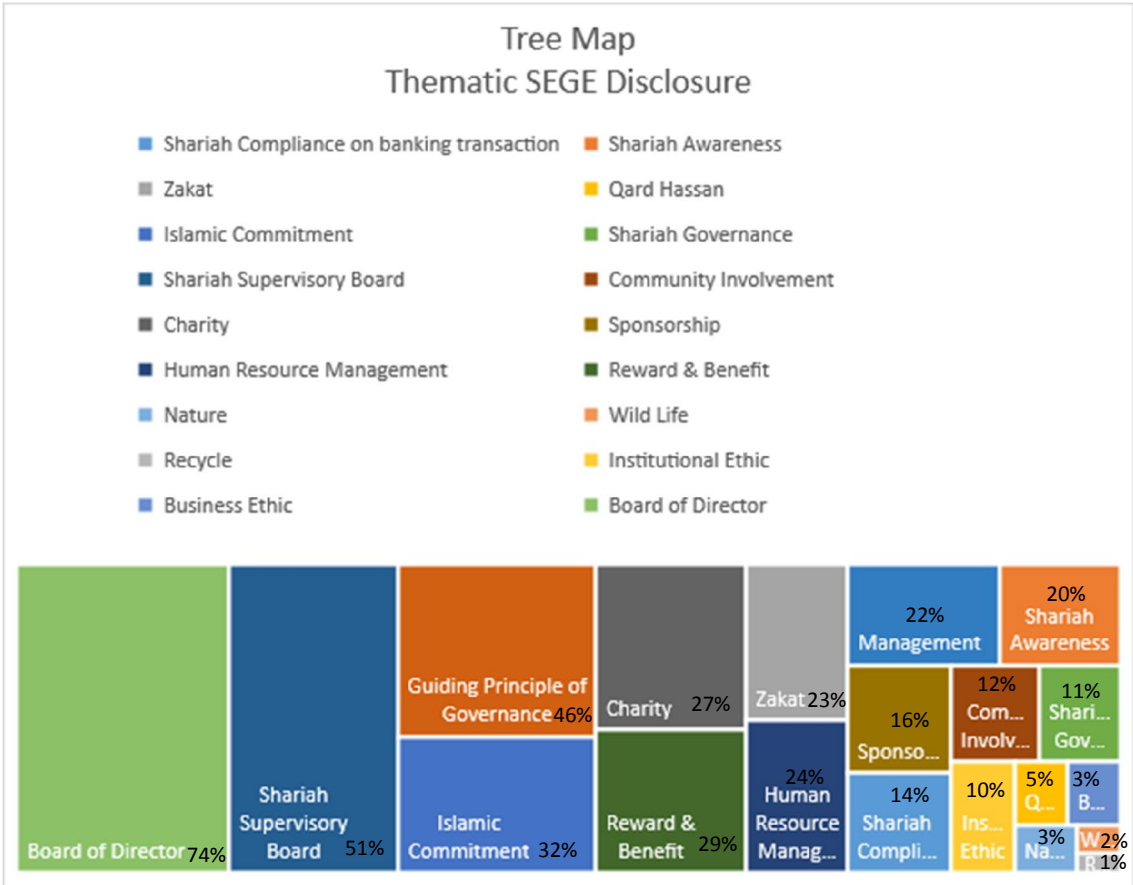 Tree Map
Thematic SEGE Disclosure
Shariah Compliance on banking transaction
Shariah Awareness
Zakat
Qard Hassan
Islamic Commitment
Shariah Governance
Shariah Supervisory Board
Community Involvement
Charity
Sponsorship
Human Resource Management
Reward & Benefit
Nature
Wild Life
Recycle
Institutional Ethic
Business Ethic
Board of Director
Board of Director 74%
Shariah
Supervisory
Board 51%
Guiding Principle of
Governance 46%
Islamic
Commitment 32%
Charity 27%
Reward &
Benefit 29%
Zakat 23%
24%
Human
Resource
Manag...
22%
Management
20%
Shariah
Awareness
16%
Sponso...
12%
Com...
Involv...
11%
Shari...
Gov...
14%
Shariah
Compli...
10%
Ins...
Ethic
5%
Q...
3%
B...
3%
Na...
W 2%
R 1%